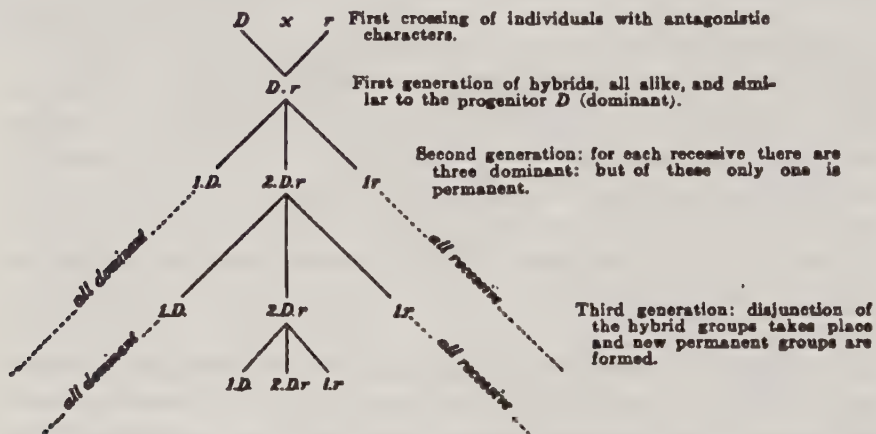 D x r
First crossing of individuals with antagonistic
characters.
D.r
First generation of hybrids, all alike, and simi-
lar to the progenitor D (dominant).
Second generation: for each recessive there are
three dominant: but of these only one is
permanent.
1.D. 2.D.r 1r
all dominant
all recessive
1.D. 2.D.r 1r.
Third generation: disjunction of
the hybrid groups takes place
and new permanent groups are
formed.
all dominant
all recessive
1.D. 2.D.r 1.r